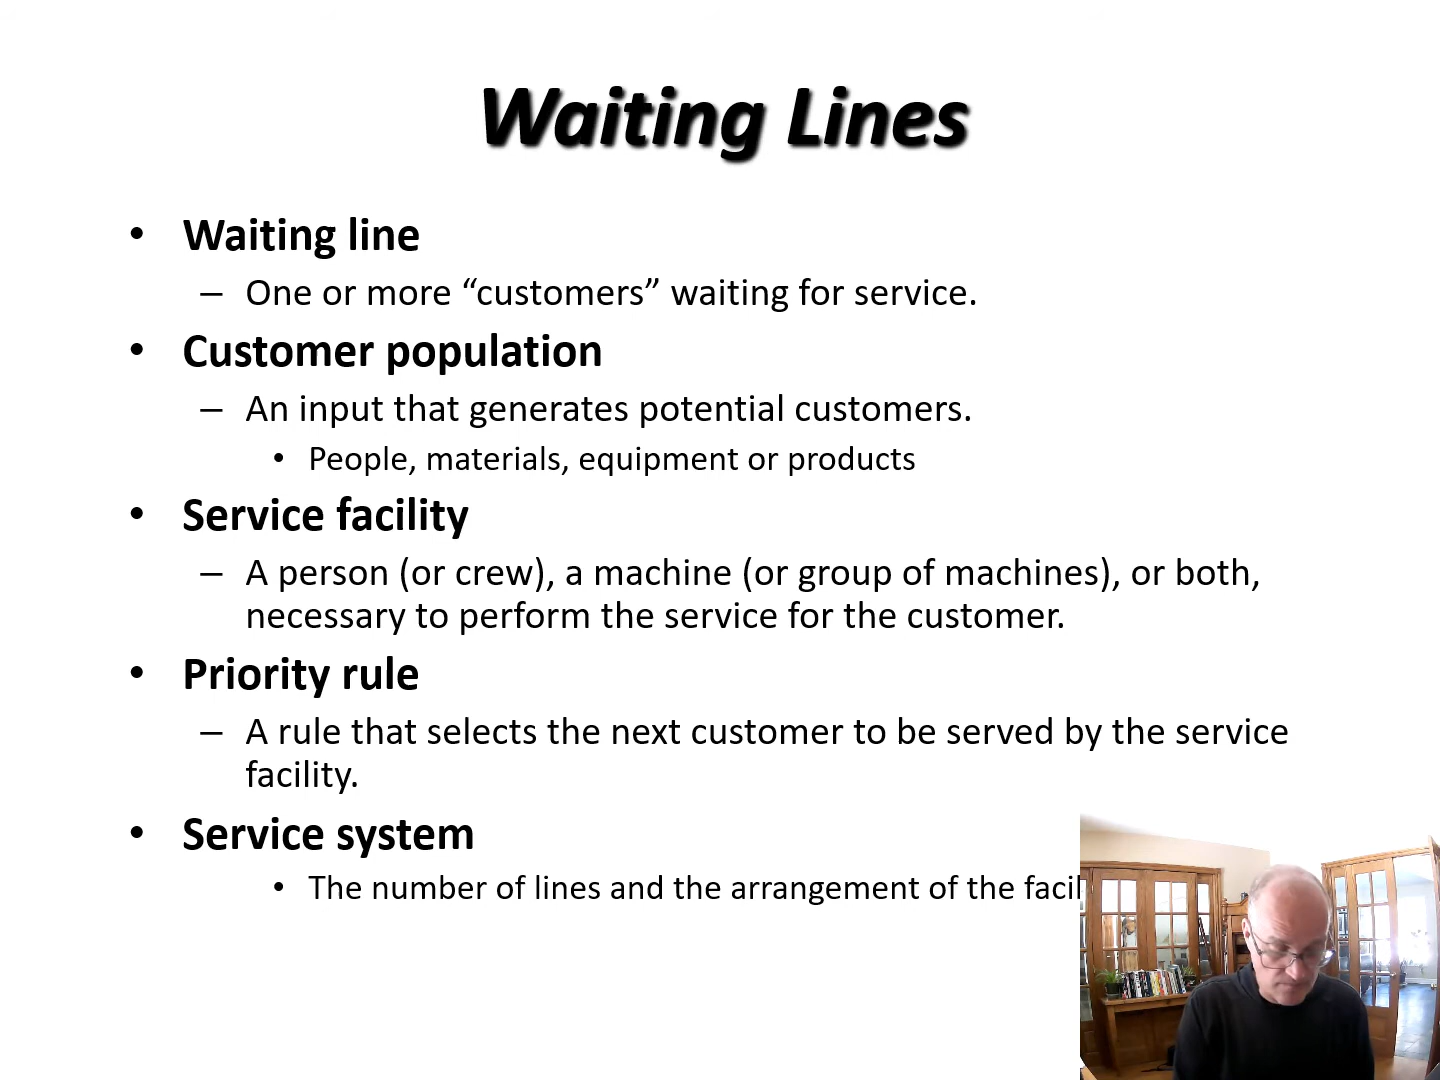 Waiting Lines
• Waiting line
– One or more “customers” waiting for service.
• Customer population
– An input that generates potential customers.
• People, materials, equipment or products
• Service facility
– A person (or crew), a machine (or group of machines), or both,
necessary to perform the service for the customer.
• Priority rule
– A rule that selects the next customer to be served by the service
facility.
• Service system
• The number of lines and the arrangement of the